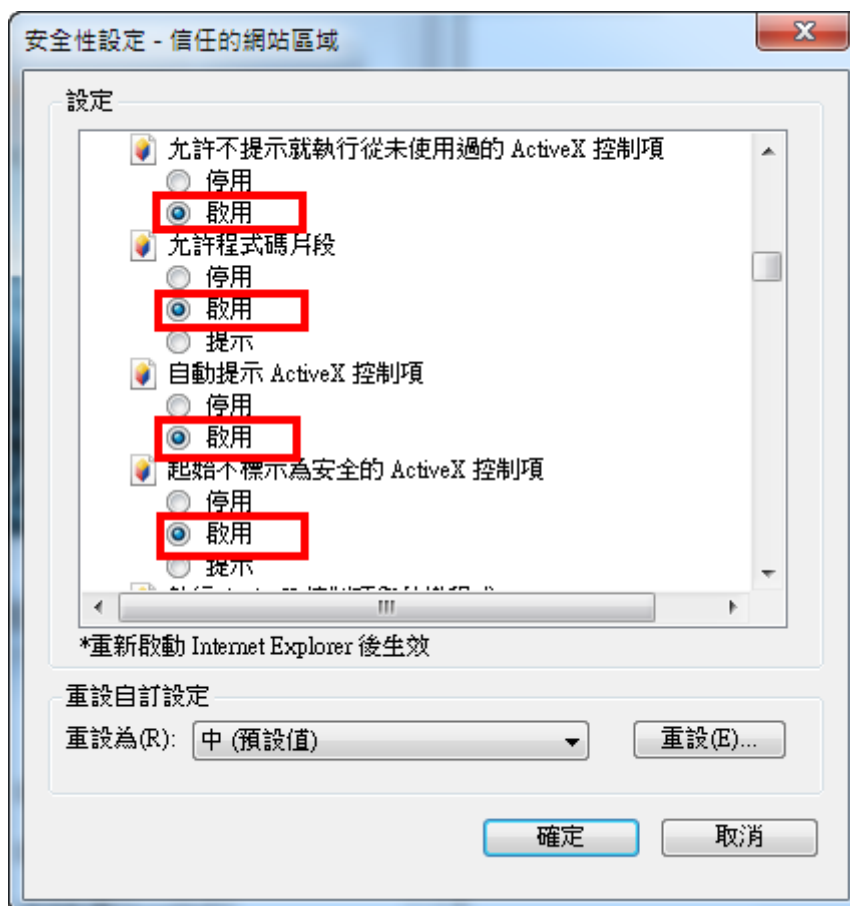 安全性設定 - 信任的網站區域
設定
允許不提示就執行從未使用過的 ActiveX 控制項
停用
啟用
允許程式碼片段
停用
啟用
提示
自動提示 ActiveX 控制項
停用
啟用
起始不標示為安全的 ActiveX 控制項
停用
啟用
提示
*重新啟動 Internet Explorer 後生效
重設自訂設定
重設為(R): 中 (預設值) 重設(E)...
確定 取消